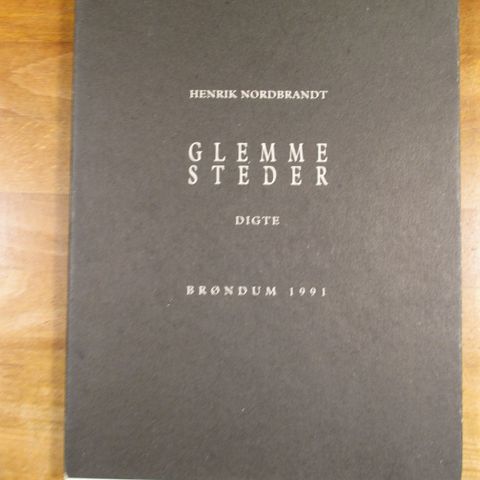 HENRIK NORDBRANDT
GLEMME
STEDER
DIGTE
BRØNDUM 1991